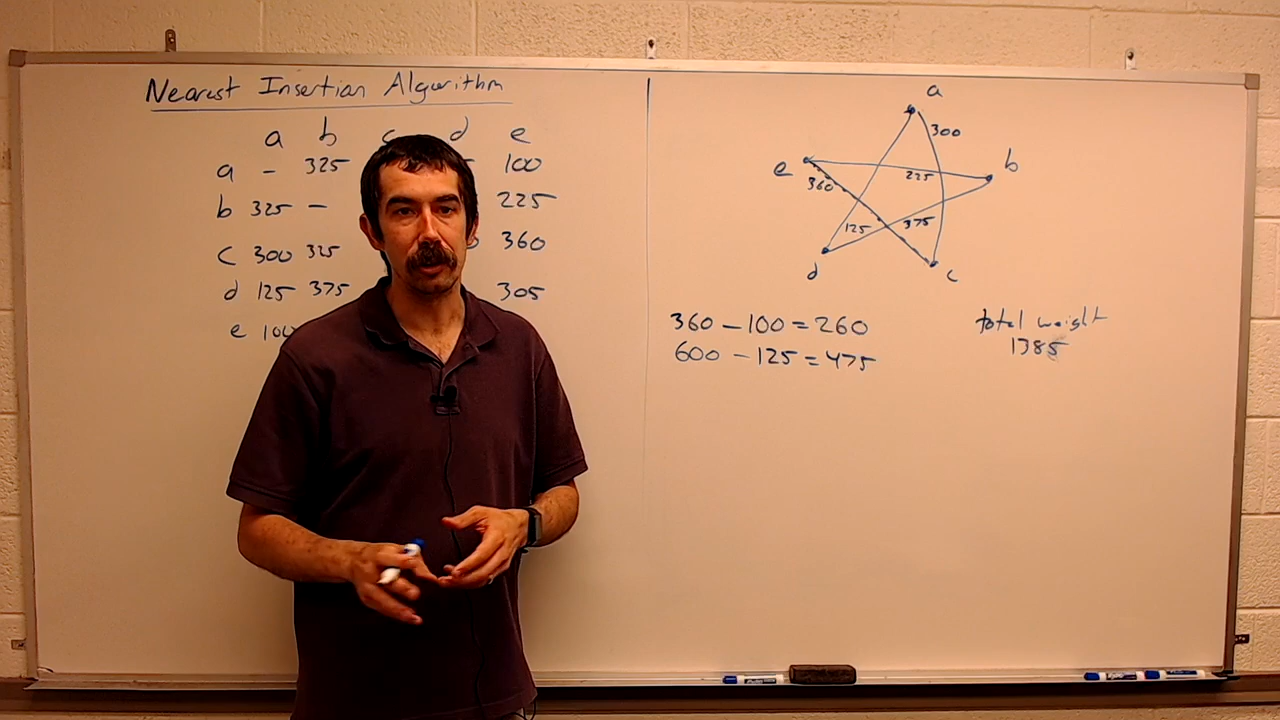 Nearest Insertion Algorithm
a b c d e
a - 325 100
b 325 - 225
c 300 325 360
d 125 375 305
e 100
a
300
e b
360 225
125 375
d c
360 - 100 = 260
600 - 125 = 475
total weight
1385